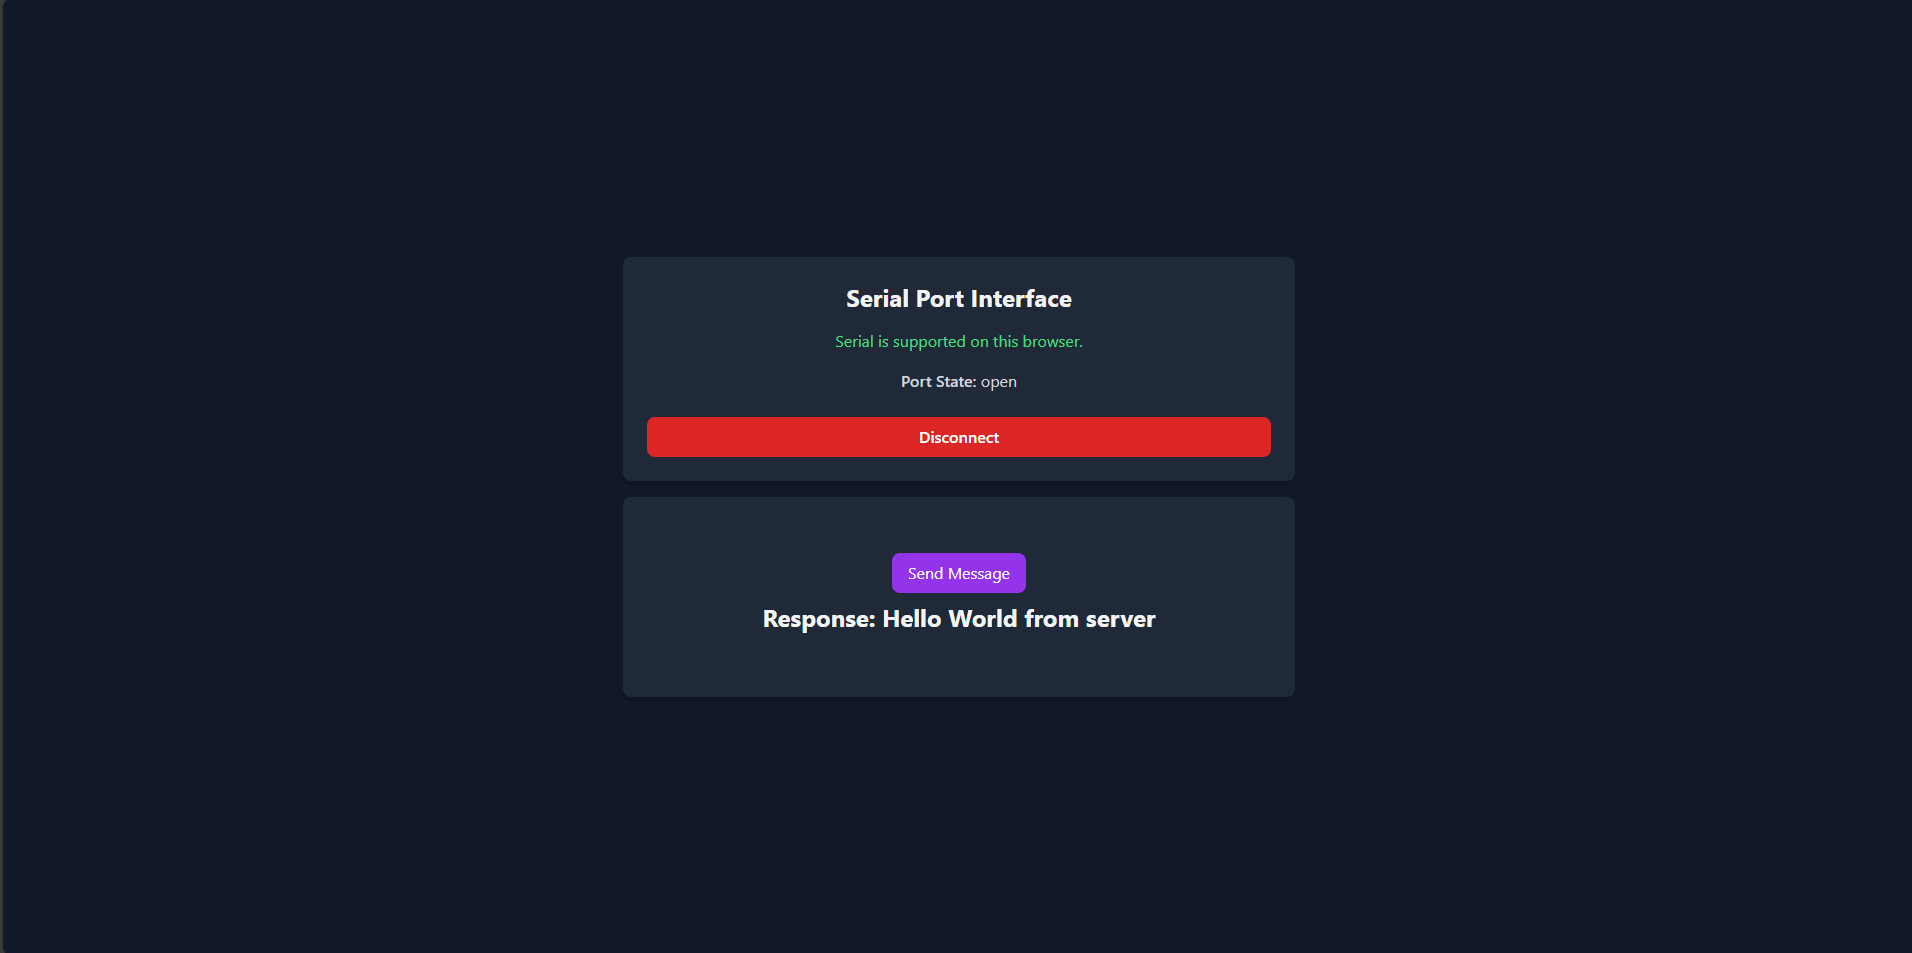 Serial Port Interface
Serial is supported on this browser.
Port State: open
Disconnect
Send Message
Response: Hello World from server